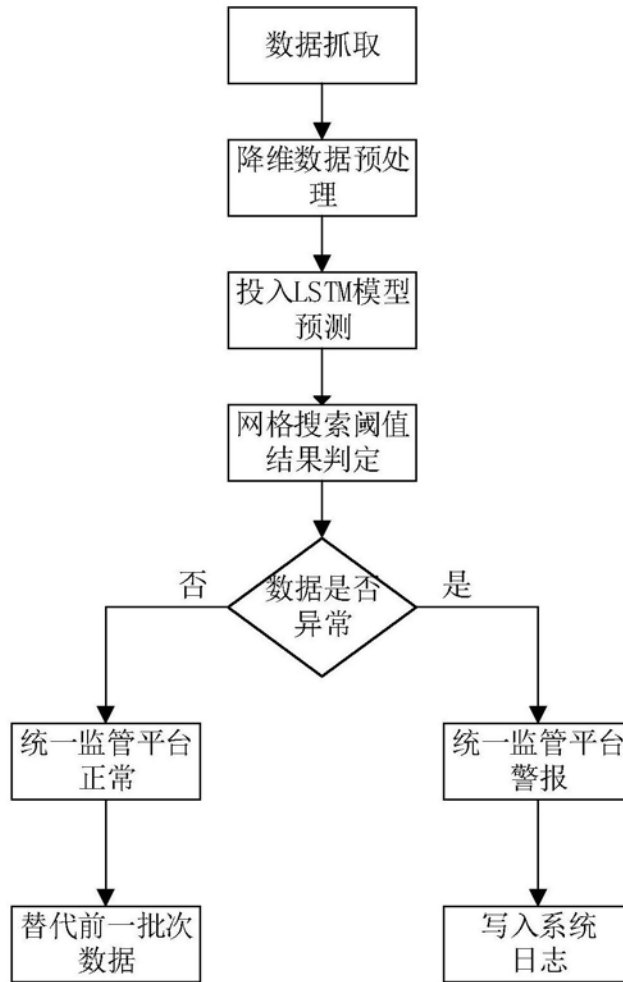 数据抓取
降维数据预处
理
投入LSTM模型
预测
网格搜索阈值
结果判定
数据是否
异常
否
是
统一监管平台
正常
统一监管平台
警报
替代前一批次
数据
写入系统
日志